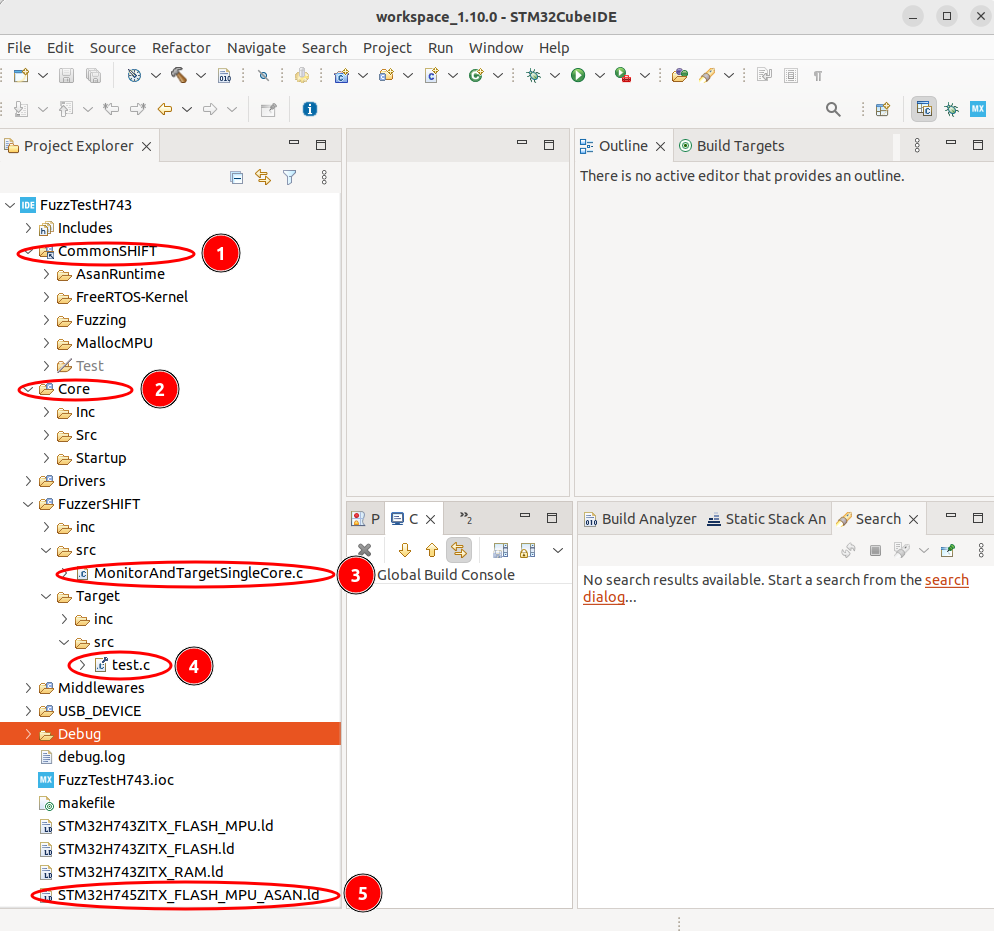 workspace_1.10.0 - STM32CubeIDE
File Edit Source Refactor Navigate Search Project Run Window Help
Project Explorer
Outline
Build Targets
There is no active editor that provides an outline.
IDE FuzzTestH743
Includes
CommonSHIFT
1
AsanRuntime
FreeRTOS-Kernel
Fuzzing
MallocMPU
Test
Core
2
Inc
Src
Startup
Drivers
FuzzerSHIFT
inc
src
MonitorAndTargetSingleCore.c
3
Target
inc
src
test.c
4
Middlewares
USB_DEVICE
Debug
debug.log
MX FuzzTestH743.ioc
makefile
STM32H743ZITX_FLASH_MPU.ld
STM32H743ZITX_FLASH.ld
STM32H743ZITX_RAM.ld
STM32H745ZITX_FLASH_MPU_ASAN.ld
5
P
C
»2
Global Build Console
Build Analyzer
Static Stack An
Search
No search results available. Start a search from the search
dialog...
MX